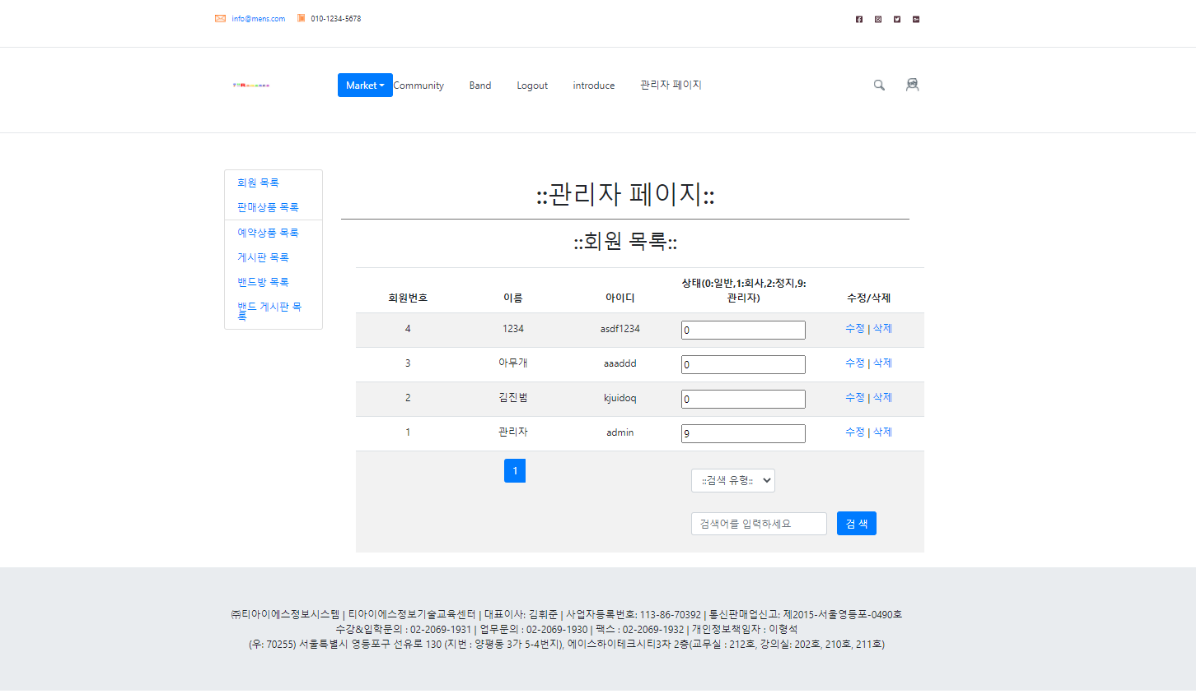 info@mens.com 010-1234-5678
Market Community Band Logout introduce 관리자 페이지
회원 목록
판매상품 목록
예약상품 목록
게시판 목록
밴드방 목록
밴드 게시판 목
록
::관리자 페이지::
::회원 목록::
회원번호 이름 아이디 상태(0:일반,1:회사,2:정지,9:
관리자) 수정/삭제
4 1234 asdf1234 0 수정 | 삭제
3 아무개 aaaddd 0 수정 | 삭제
2 김진범 kjuidoq 0 수정 | 삭제
1 관리자 admin 9 수정 | 삭제
1 ::검색 유형::
검색어를 입력하세요 검 색
㈜티아이에스정보시스템 | 티아이에스정보기술교육센터 | 대표이사: 김휘준 | 사업자등록번호: 113-86-70392 | 통신판매업신고: 제2015-서울영등포-0490호
수강&입학문의 : 02-2069-1931 | 업무문의 : 02-2069-1930 | 팩스 : 02-2069-1932 | 개인정보책임자 : 이형석
(우: 70255) 서울특별시 영등포구 선유로 130 (지번 : 양평동 3가 5-4번지), 에이스하이테크시티3차 2층(교무실 : 212호, 강의실: 202호, 210호, 211호)